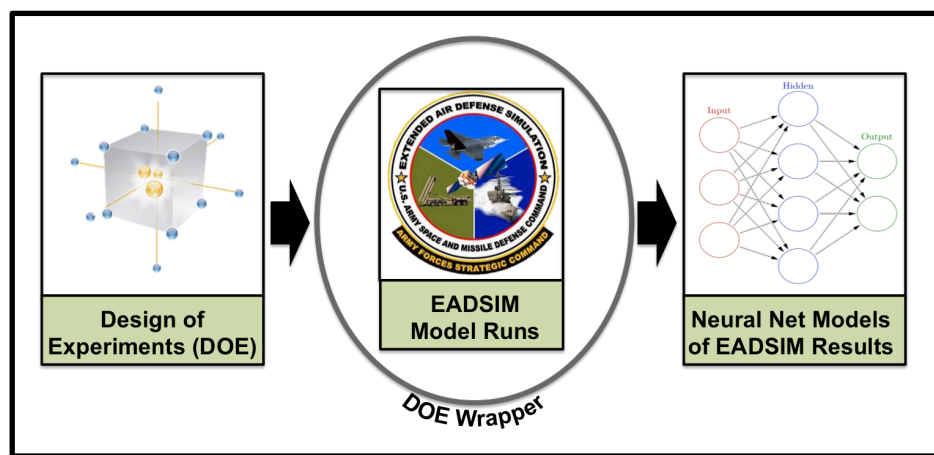 Design of
Experiments (DOE)
EXTENDED AIR DEFENSE SIMULATION
U.S. ARMY SPACE AND MISSILE DEFENSE COMMAND
ARMY FORCES STRATEGIC COMMAND
EADSIM
Model Runs
DOE Wrapper
Input
Hidden
Output
Neural Net Models
of EADSIM Results